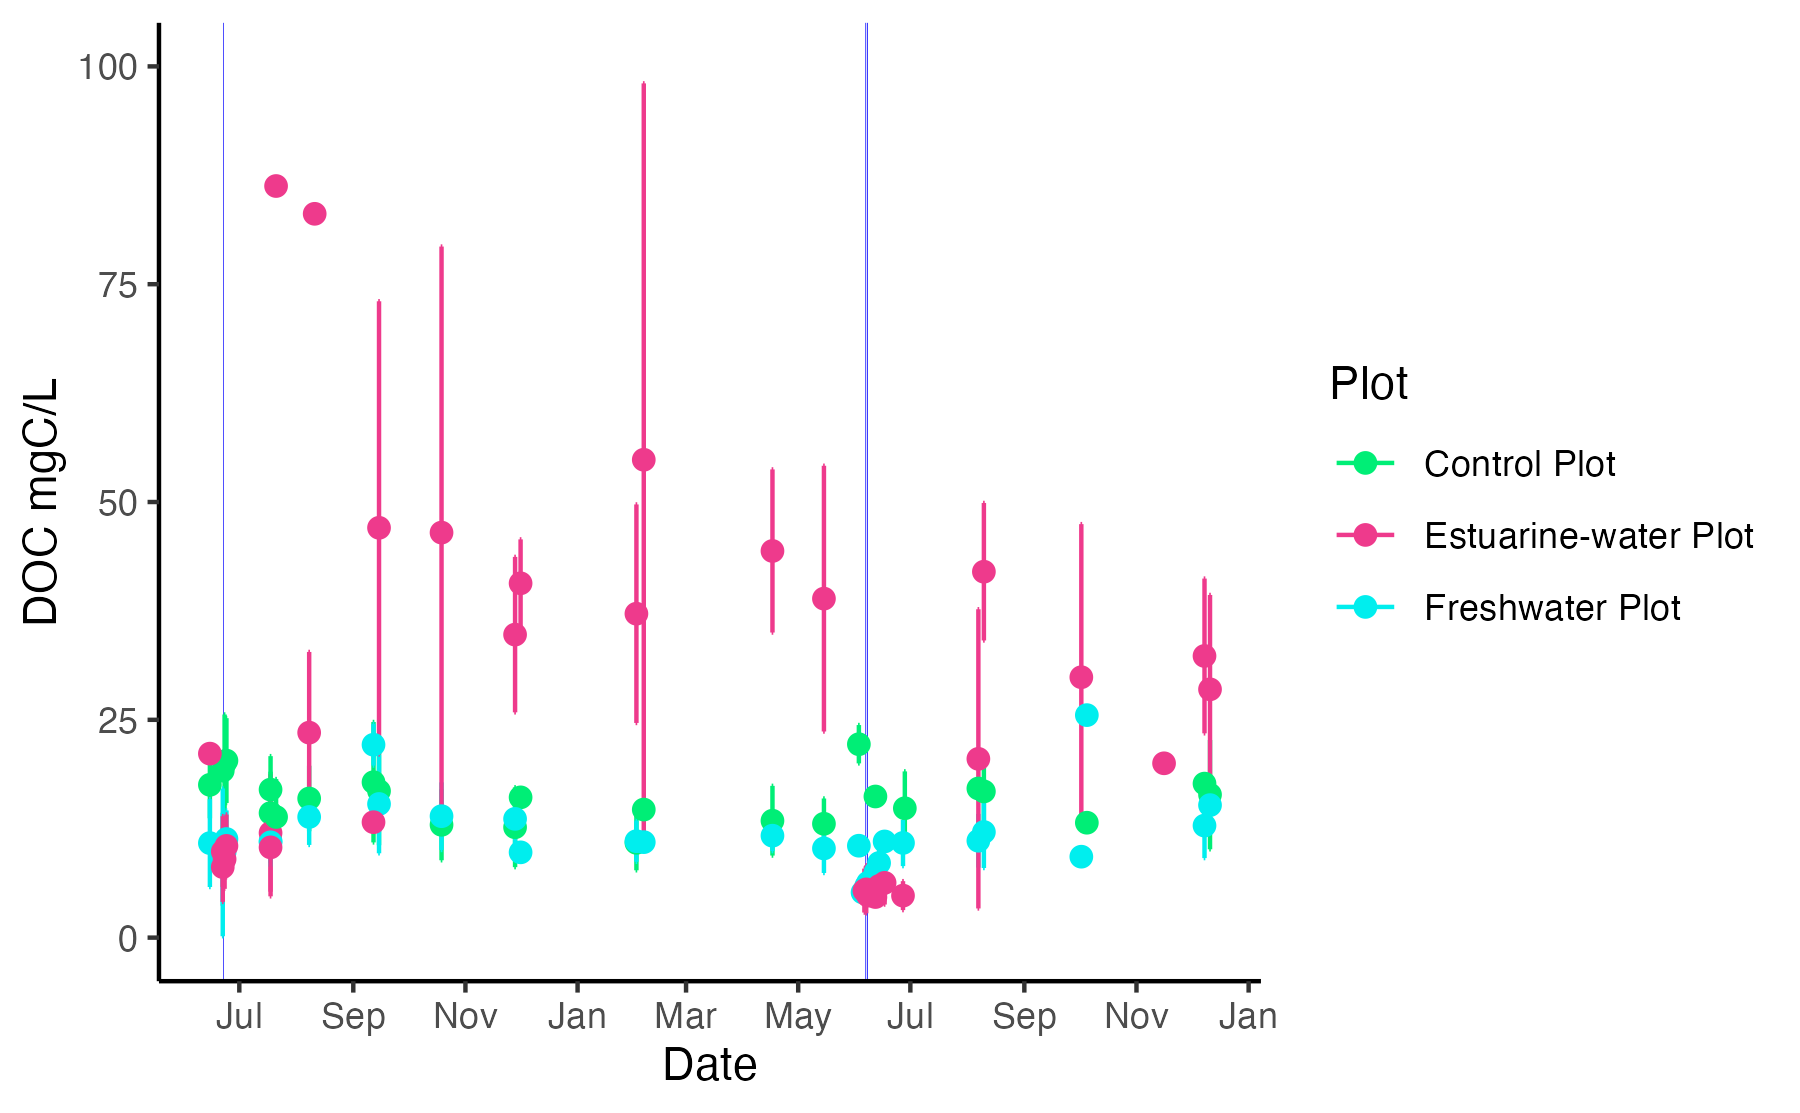 100
75
50
25
0
DOC mgC/L
Jul Sep Nov Jan Mar May Jul Sep Nov Jan
Date
Plot
Control Plot
Estuarine-water Plot
Freshwater Plot